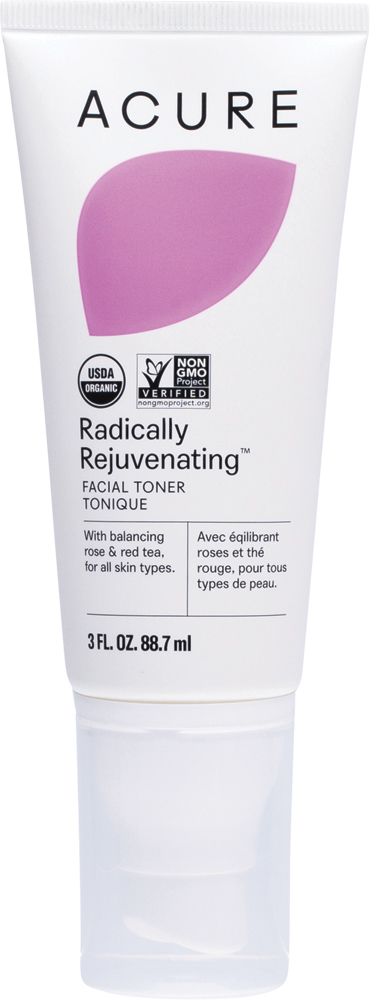 ACURE
USDA
ORGANIC
NON
GMO
Project
VERIFIED
nongmoproject.org
Radically
Rejuvenating™
FACIAL TONER
TONIQUE
With balancing
rose & red tea,
for all skin types.
Avec éqilibrant
roses et thé
rouge, pour tous
types de peau.
3 FL. OZ. 88.7 ml